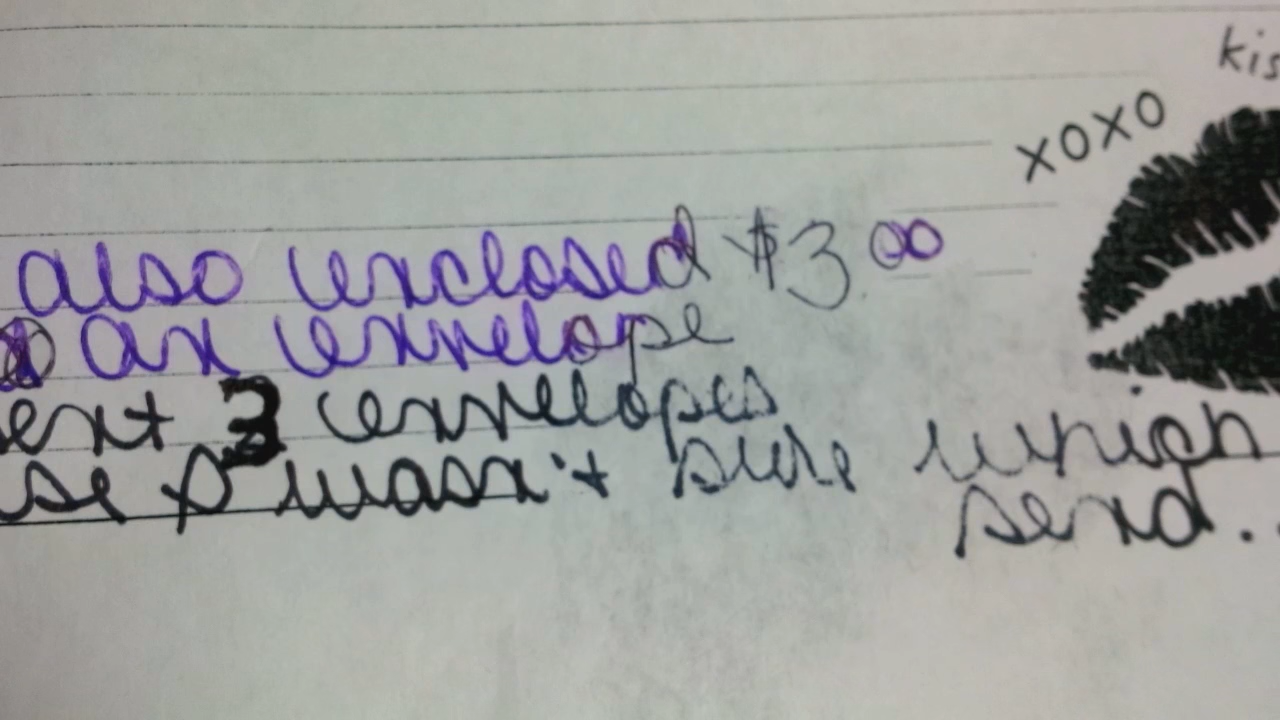 kis
xoxo
also enclosed $3.00
an envelope
ent 3 envelopes
se I wasn't sure which
send.